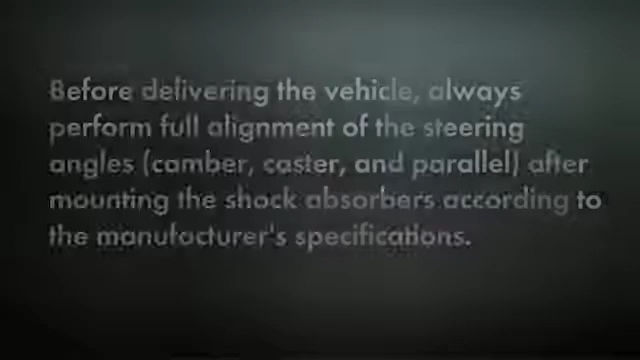 Before delivering the vehicle, always
perform full alignment of the steering
angles (camber, caster, and parallel) after
mounting the shock absorbers according to
the manufacturer's specifications.